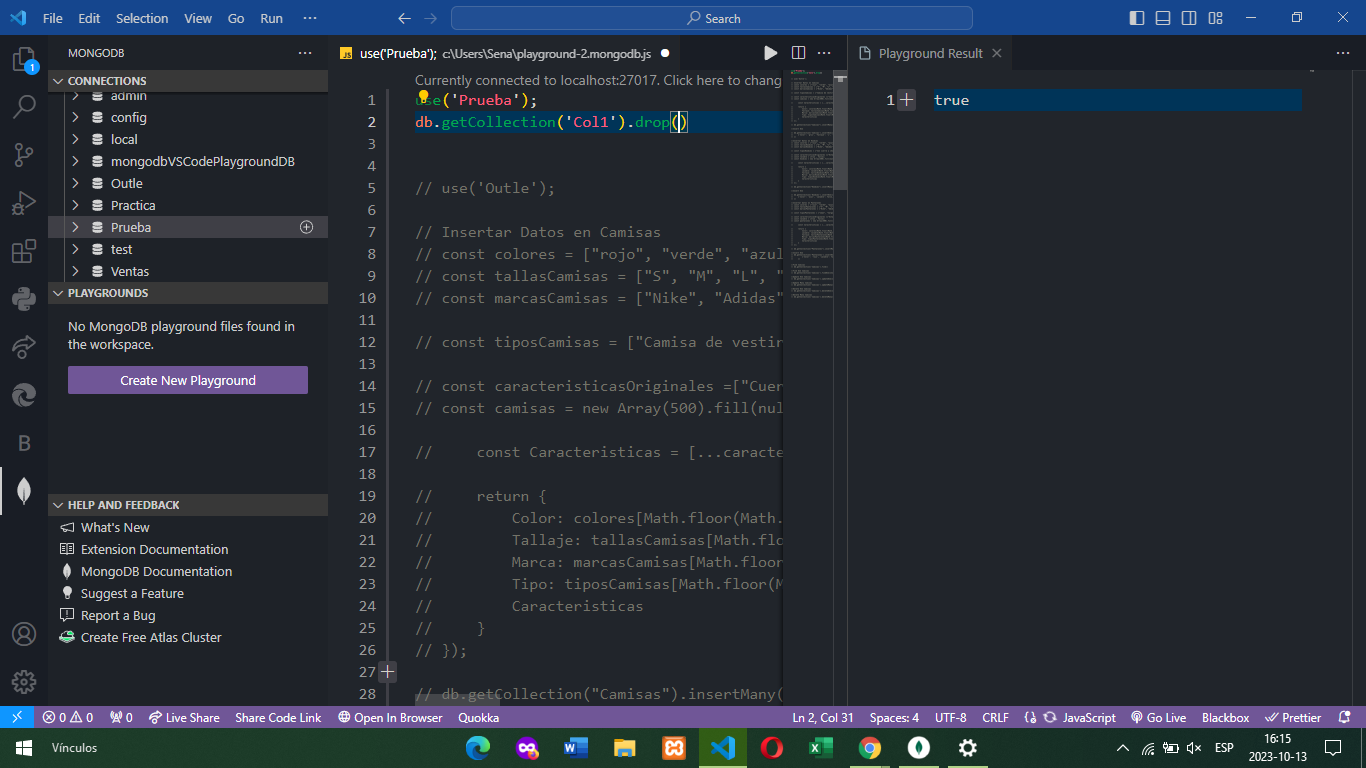 File Edit Selection View Go Run ···
Search
MONGODB
CONNECTIONS
admin
config
local
mongodbVSCodePlaygroundDB
Outle
Practica
Prueba
test
Ventas
PLAYGROUNDS
No MongoDB playground files found in
the workspace.
Create New Playground
HELP AND FEEDBACK
What's New
Extension Documentation
MongoDB Documentation
Suggest a Feature
Report a Bug
Create Free Atlas Cluster
use('Prueba'); c:\Users\Sena\playground-2.mongodb.js
Currently connected to localhost:27017. Click here to chang
1 use('Prueba');
2 db.getCollection('Col1').drop()
3
4
5 // use('Outle');
6
7 // Insertar Datos en Camisas
8 // const colores = ["rojo", "verde", "azul
9 // const tallasCamisas = ["S", "M", "L", "
10 // const marcasCamisas = ["Nike", "Adidas"
11
12 // const tiposCamisas = ["Camisa de vestir
13
14 // const caracteristicasOriginales =["Cuer
15 // const camisas = new Array(500).fill(nul
16
17 // const Caracteristicas = [...caracte
18
19 // return {
20 // Color: colores[Math.floor(Math.
21 // Tallaje: tallasCamisas[Math.flo
22 // Marca: marcasCamisas[Math.floor
23 // Tipo: tiposCamisas[Math.floor(M
24 // Caracteristicas
25 // }
26 // });
27
28 // db.getCollection("Camisas").insertMany(
Playground Result
1 true
0 0 0 Live Share Share Code Link Open In Browser Quokka
Ln 2, Col 31 Spaces: 4 UTF-8 CRLF JavaScript Go Live Blackbox Prettier
Vínculos
ESP
16:15
2023-10-13